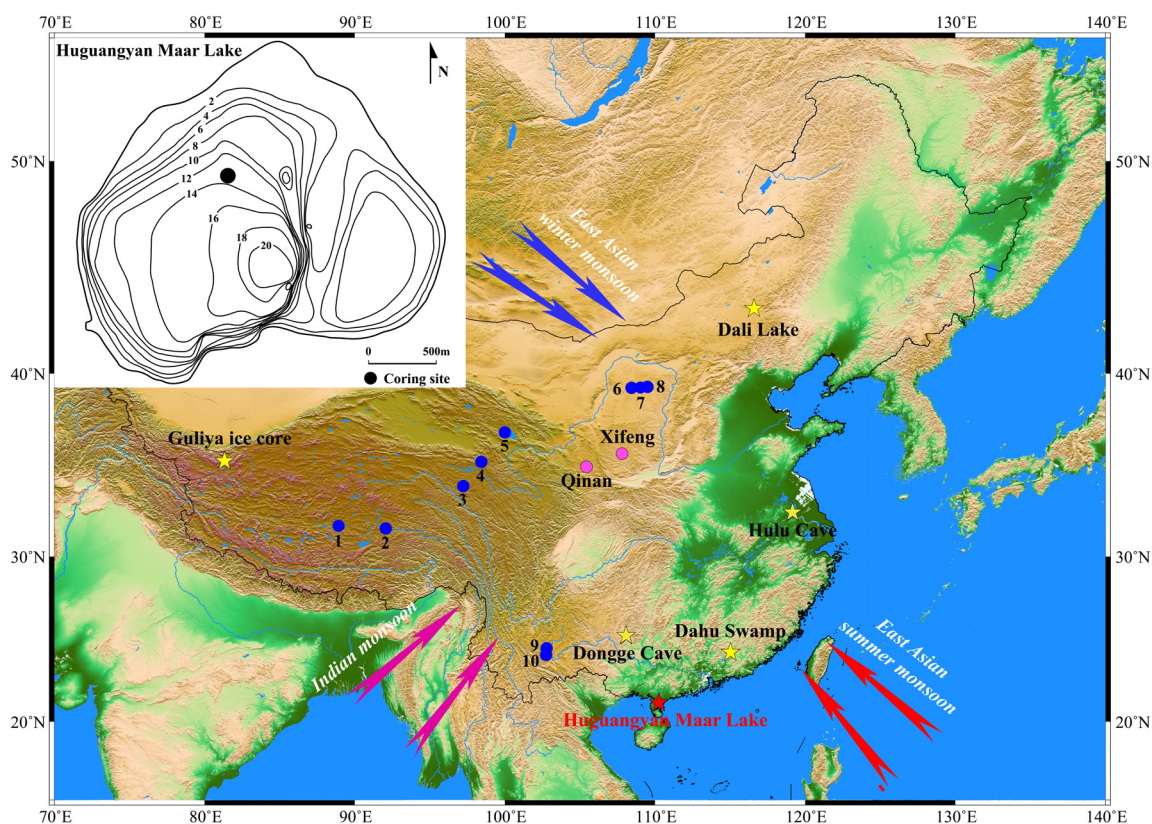 70°E 80°E 90°E 100°E 110°E 120°E 130°E 140°E
Huguangyan Maar Lake
N
2
4
6
8
10
12
14
16
18
20
0 500m
Coring site
50°N 50°N
East Asian
winter monsoon
Dali Lake
40°N 40°N
6 8
7
Xifeng
Guliya ice core
5
4
Qinan
3
Hulu Cave
1 2
30°N 30°N
Indian monsoon
Dahu Swamp
East Asian
summer monsoon
9
Dongge Cave
10
20°N 20°N
Huguangyan Maar Lake
70°E 80°E 90°E 100°E 110°E 120°E 130°E 140°E